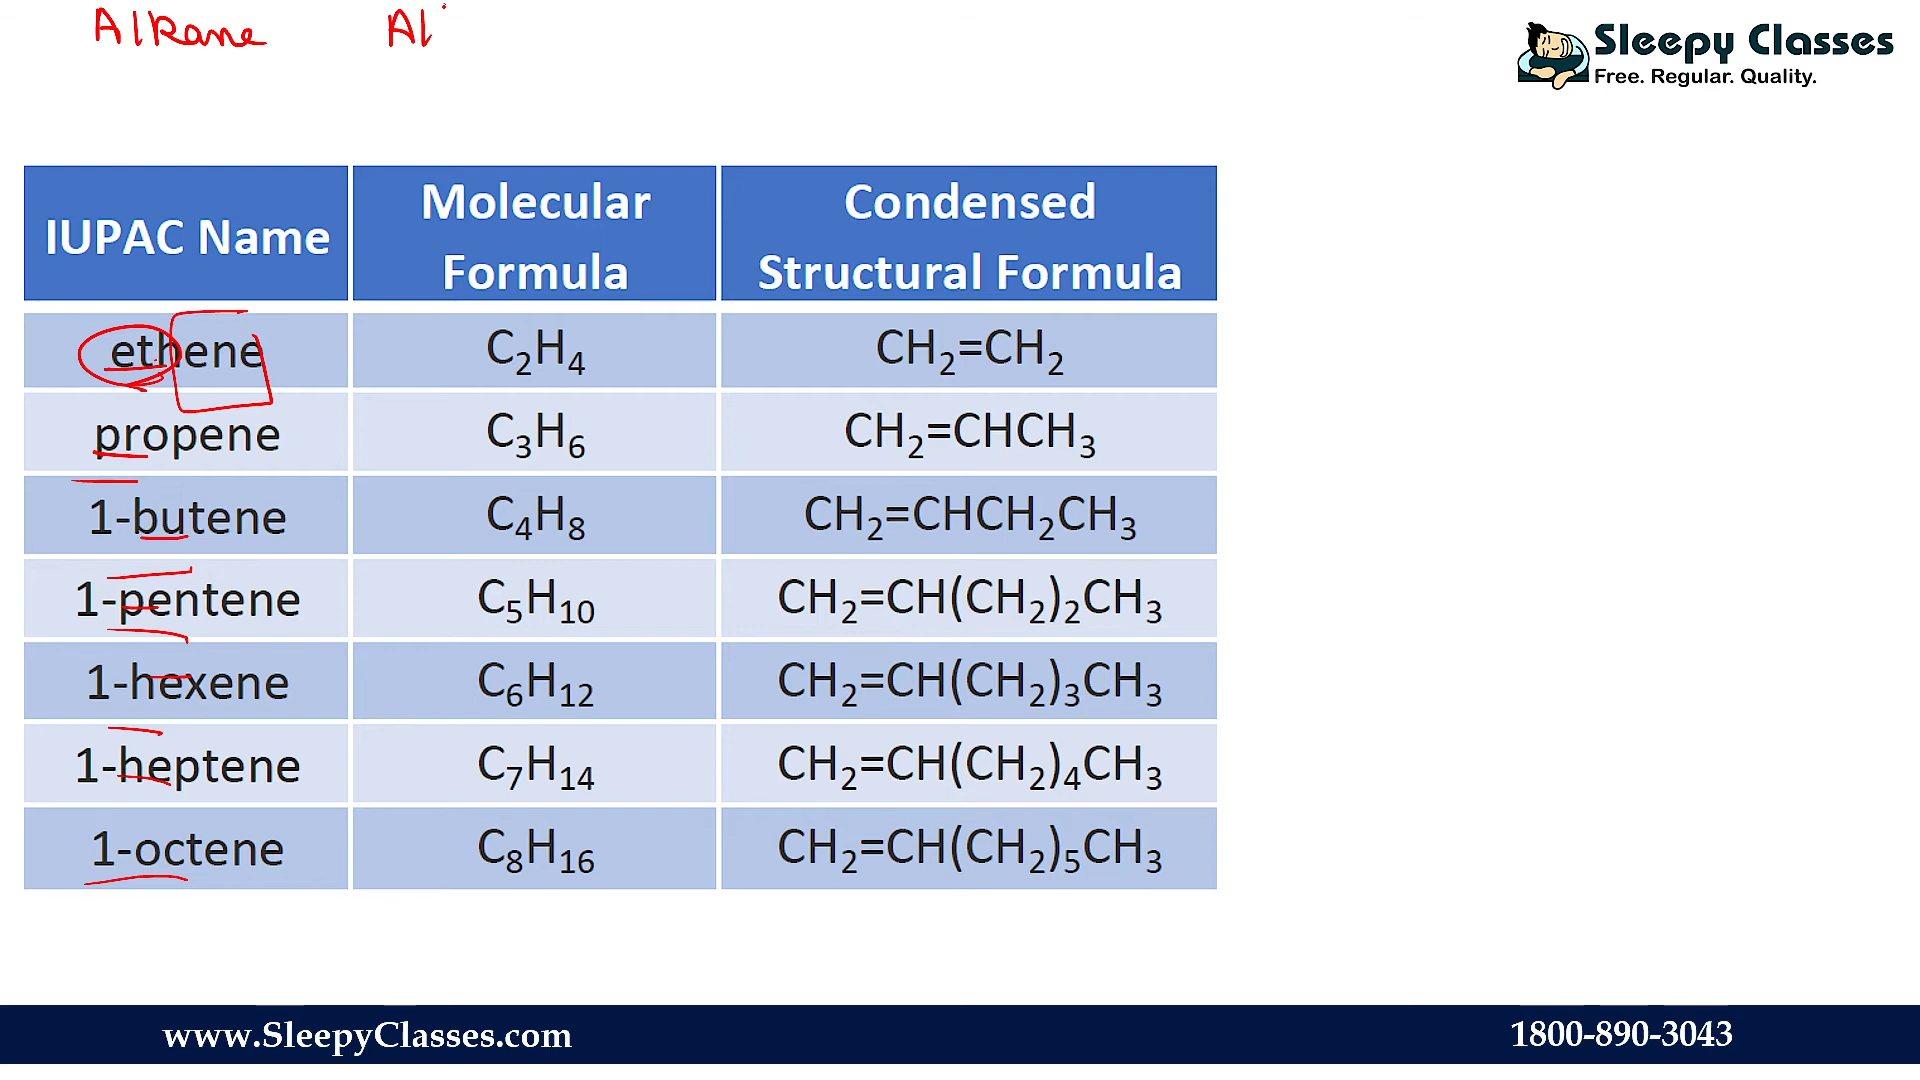 Alkane Al
Sleepy Classes
Free. Regular. Quality.
IUPAC Name Molecular Formula Condensed Structural Formula
ethene C₂H₄ CH₂=CH₂
propene C₃H₆ CH₂=CHCH₃
1-butene C₄H₈ CH₂=CHCH₂CH₃
1-pentene C₅H₁₀ CH₂=CH(CH₂)₂CH₃
1-hexene C₆H₁₂ CH₂=CH(CH₂)₃CH₃
1-heptene C₇H₁₄ CH₂=CH(CH₂)₄CH₃
1-octene C₈H₁₆ CH₂=CH(CH₂)₅CH₃
www.SleepyClasses.com 1800-890-3043